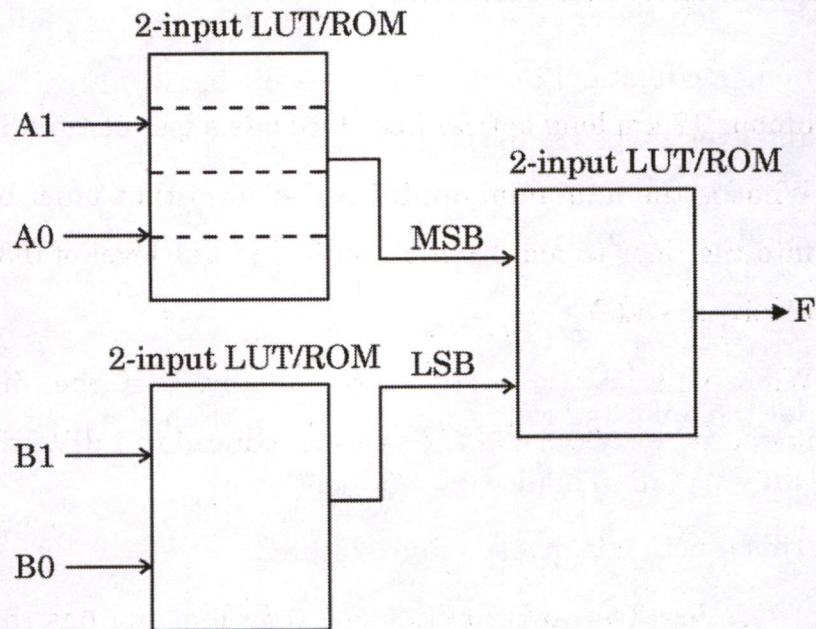 2-input LUT/ROM
A1
A0
MSB
2-input LUT/ROM
F
2-input LUT/ROM
LSB
B1
B0